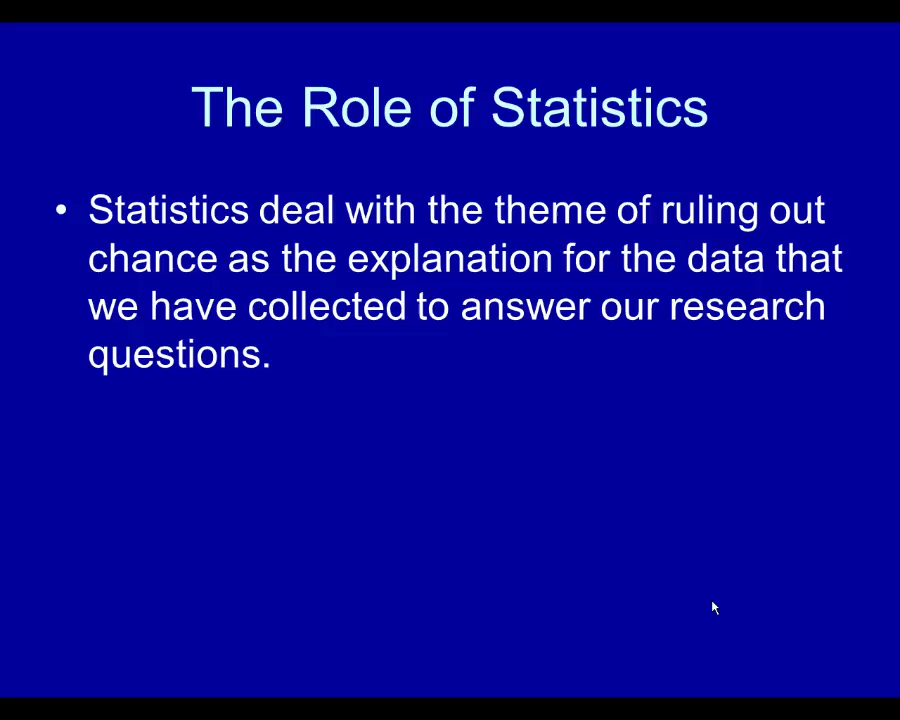 The Role of Statistics
• Statistics deal with the theme of ruling out
chance as the explanation for the data that
we have collected to answer our research
questions.